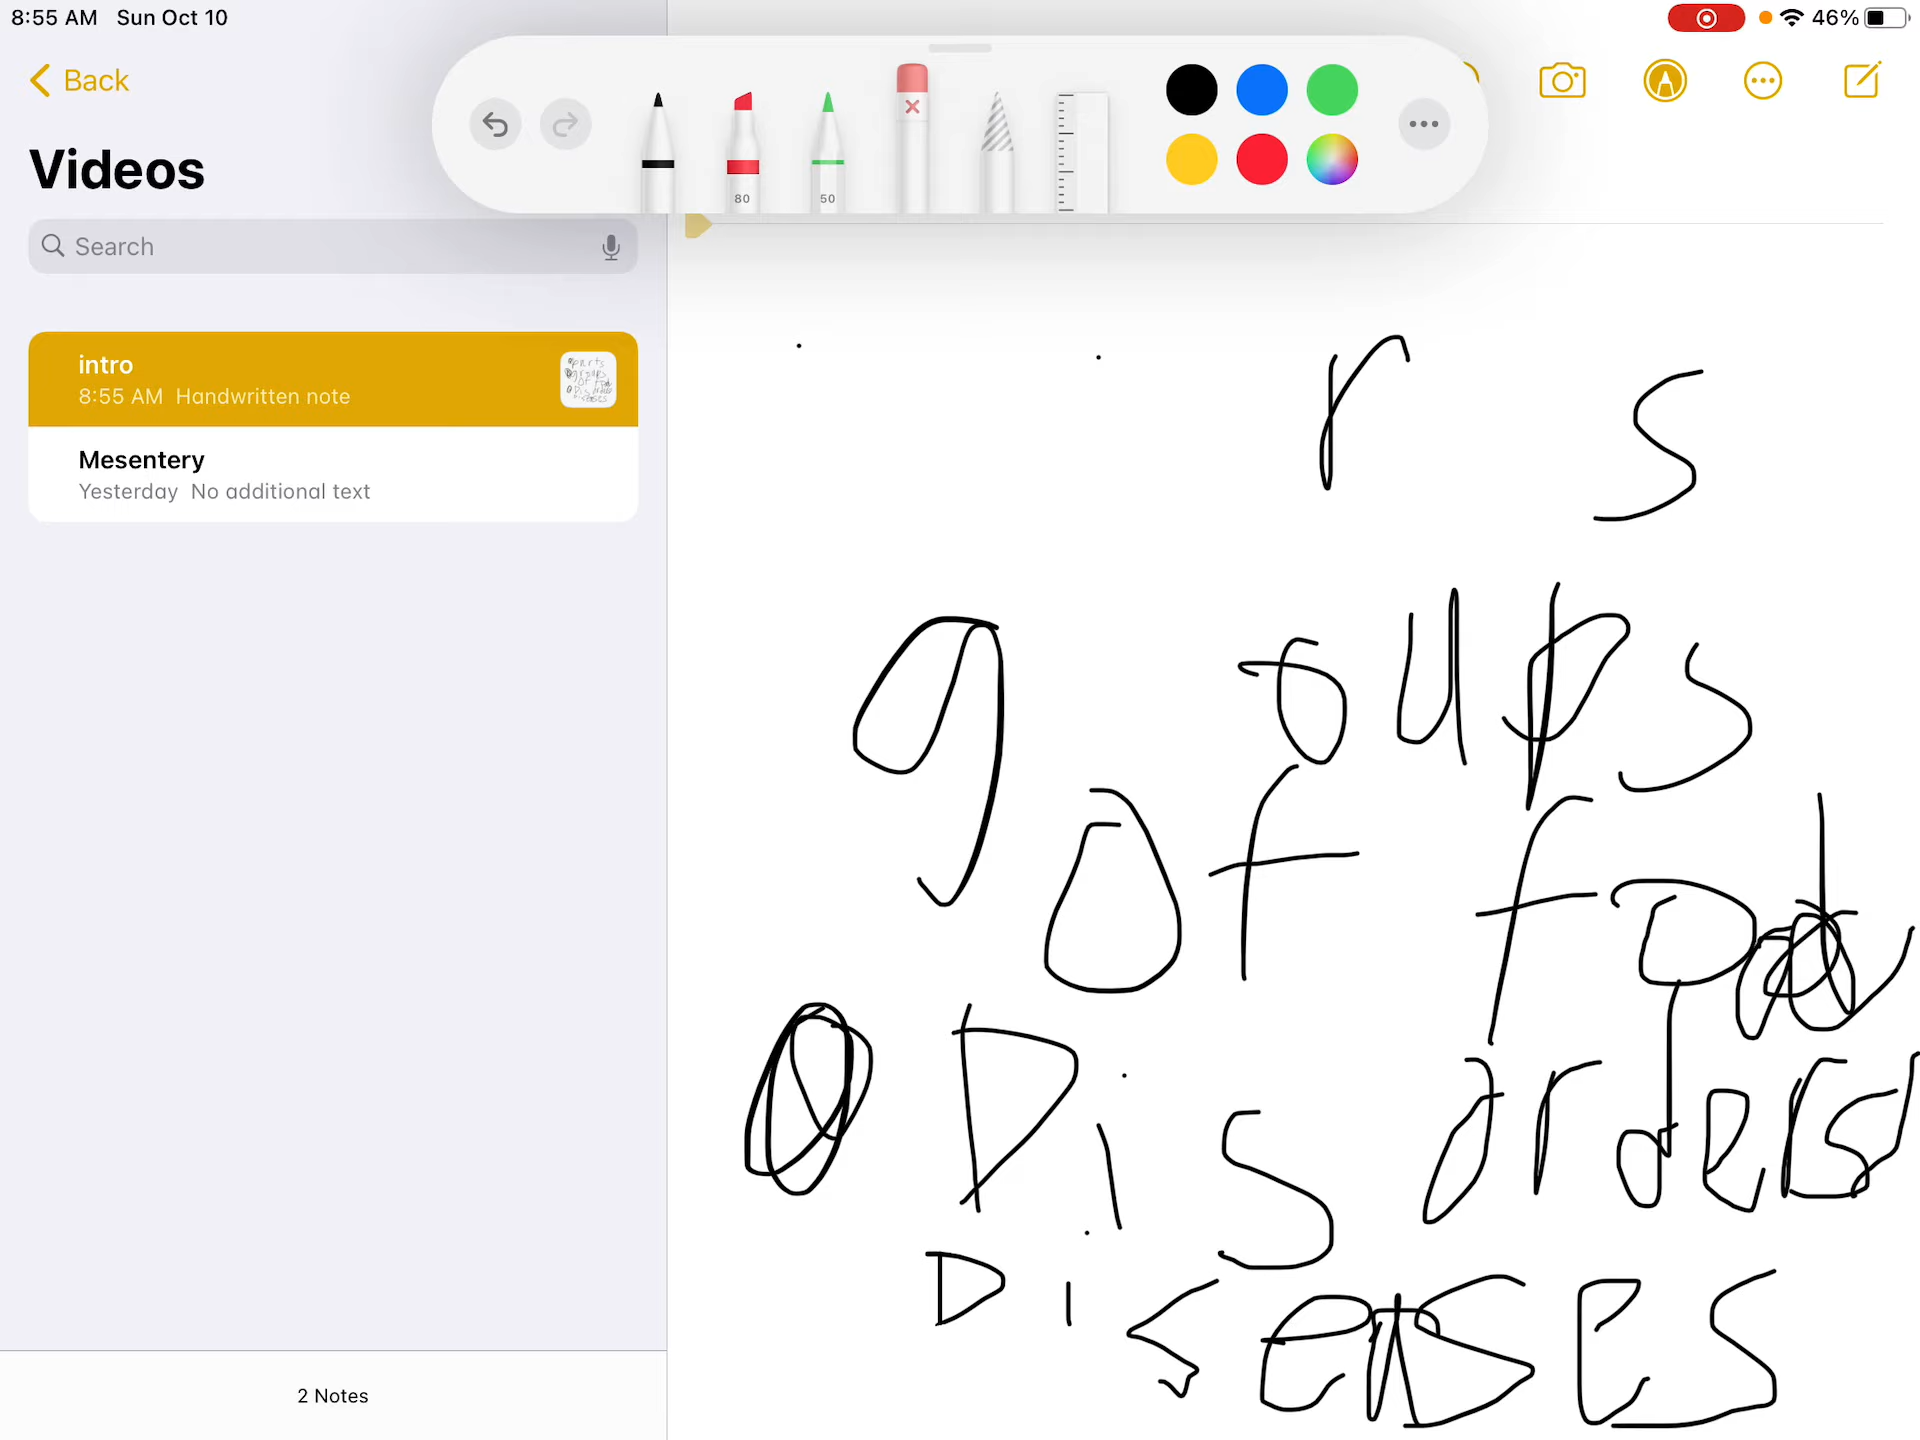 8:55 AM Sun Oct 10
46%
Back
Videos
Search
80
50
intro
8:55 AM Handwritten note
Mesentery
Yesterday No additional text
2 Notes
r s
g oups
of food
Dis orders
Diseases